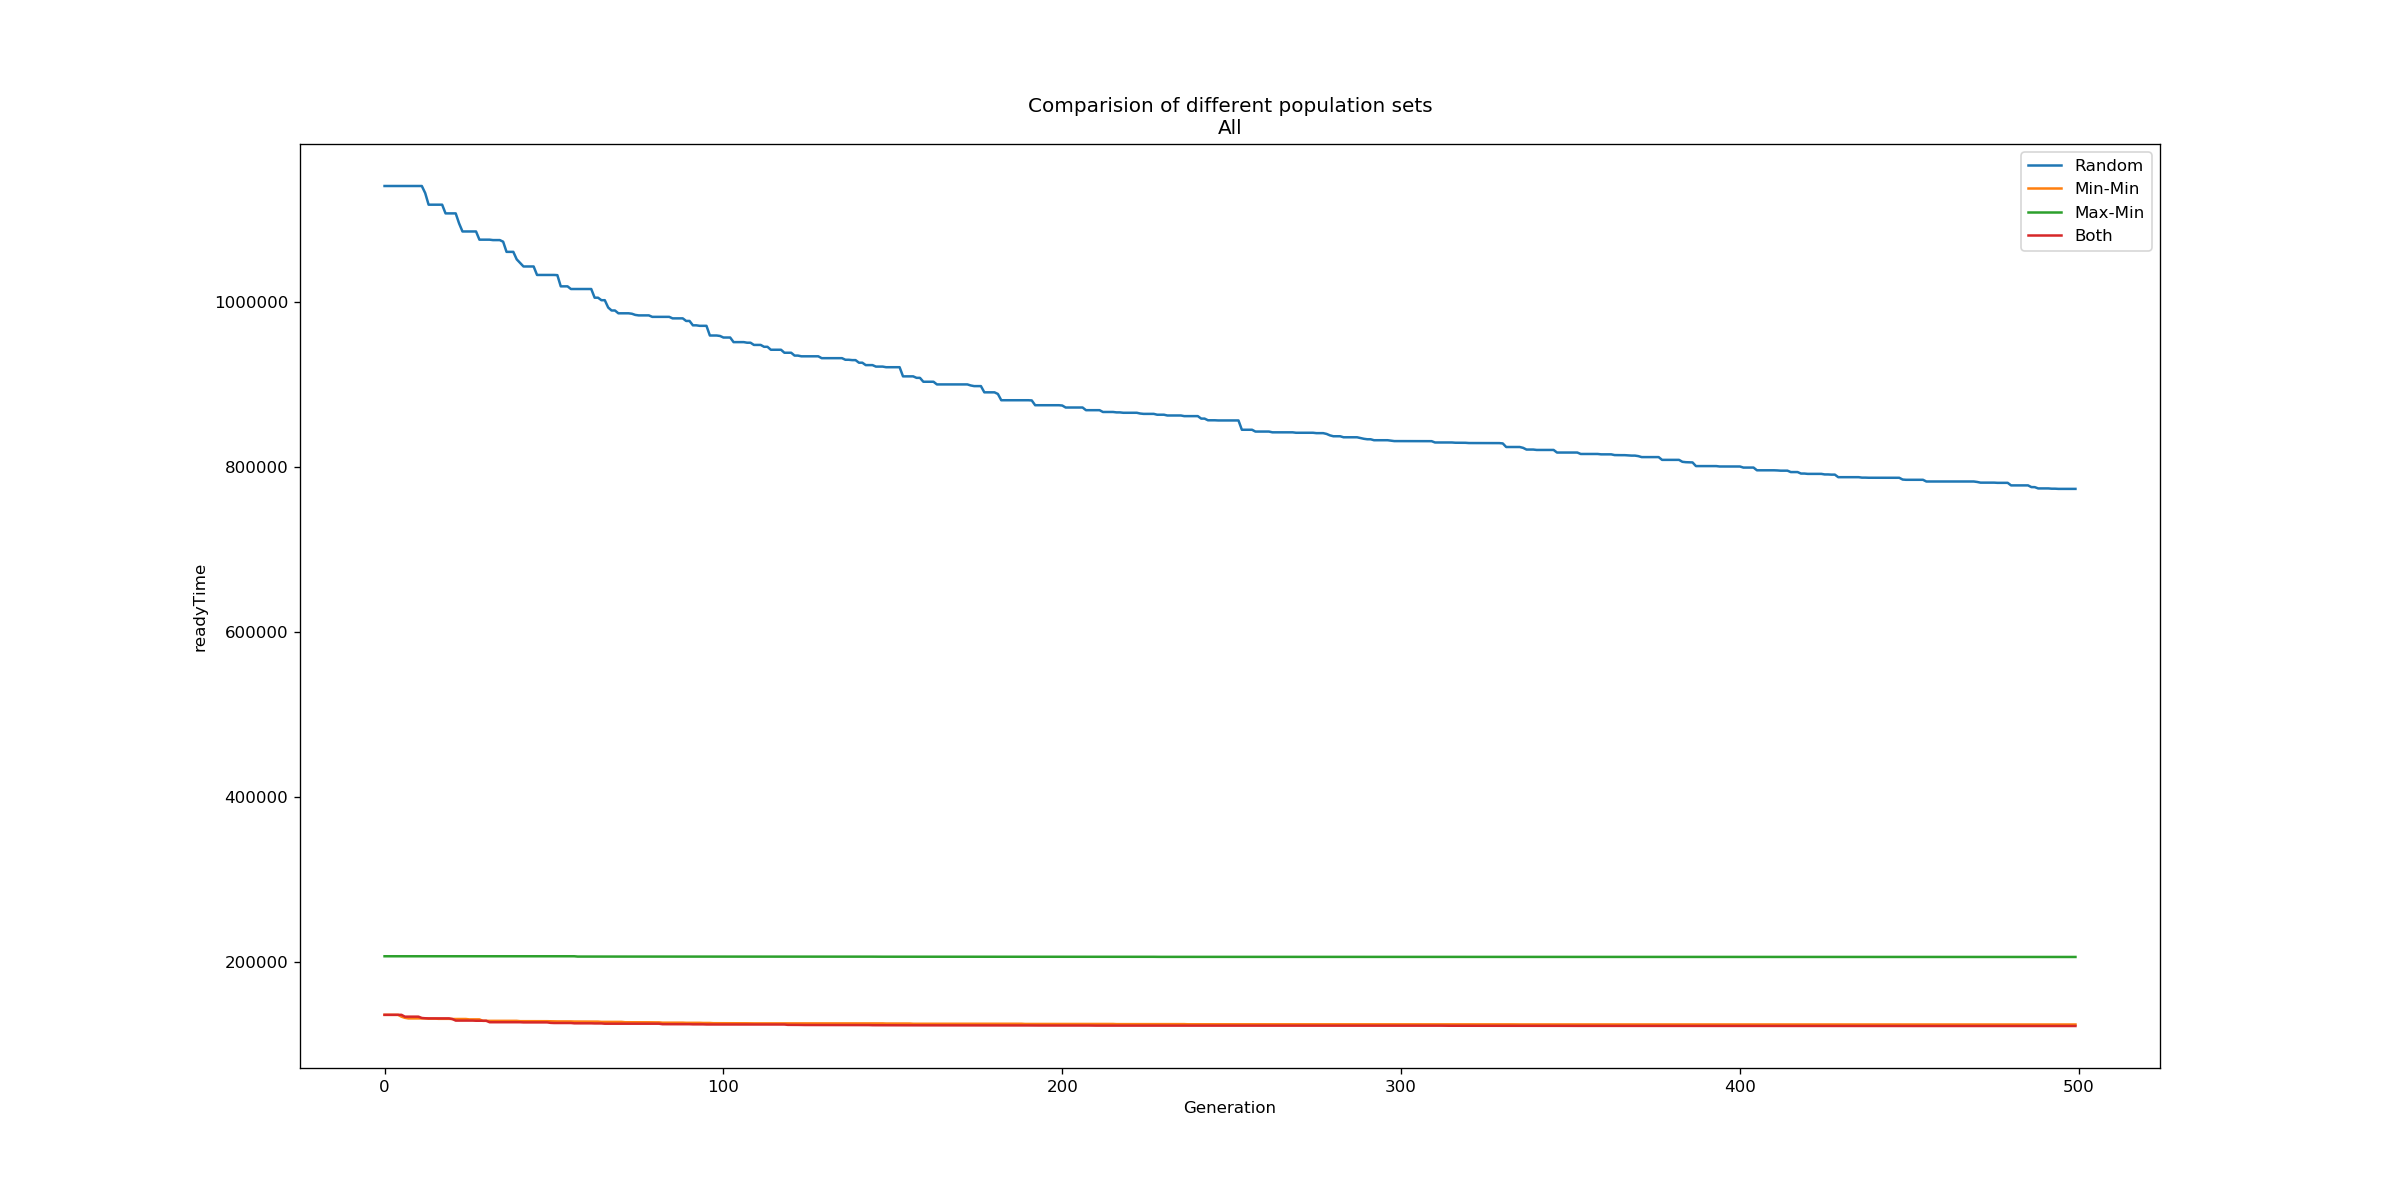 Comparision of different population sets
All
Random
Min-Min
Max-Min
Both
1000000
800000
600000
400000
200000
readyTime
0 100 200 300 400 500
Generation